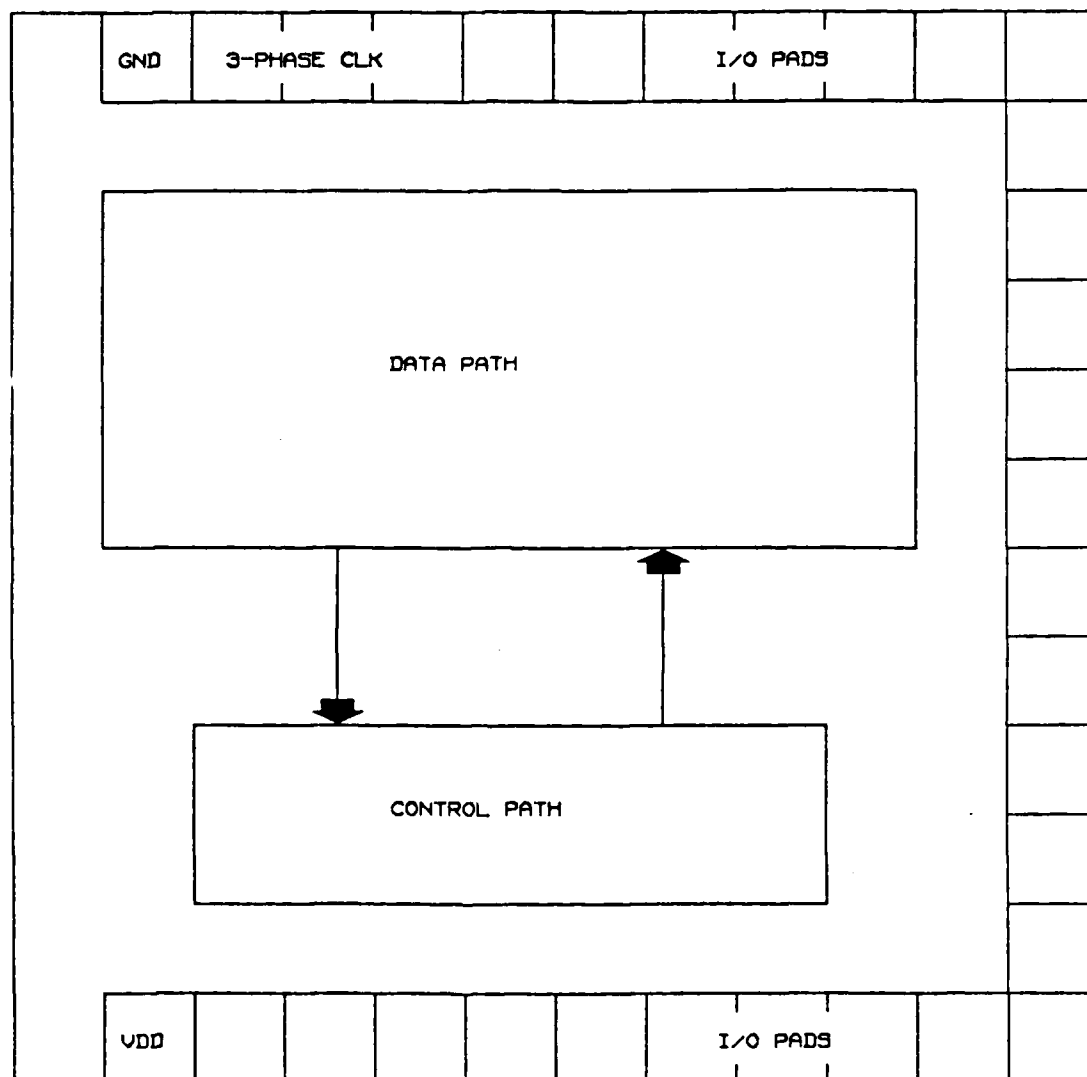 GND
3-PHASE CLK
I/O PADS
DATA PATH
CONTROL PATH
VDD
I/O PADS